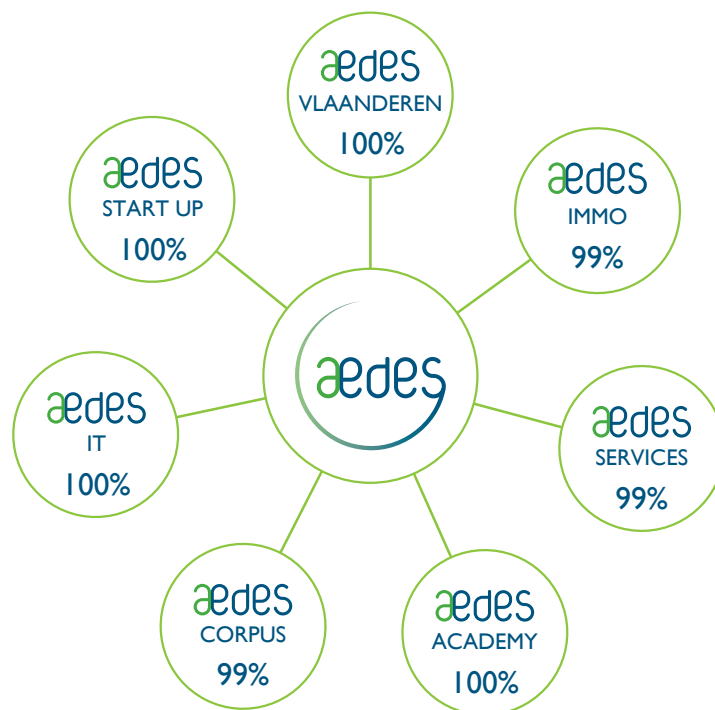 aedes
VLAANDEREN
100%
aedes
START UP
100%
aedes
IMMO
99%
aedes
aedes
IT
100%
aedes
SERVICES
99%
aedes
CORPUS
99%
aedes
ACADEMY
100%